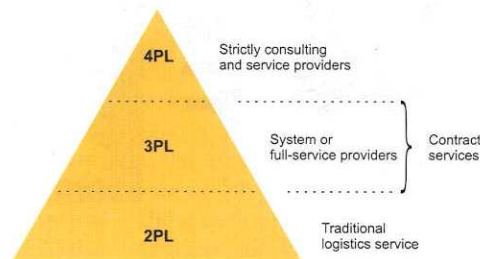 4PL
Strictly consulting
and service providers
3PL
System or
full-service providers
Contract
services
2PL
Traditional
logistics service